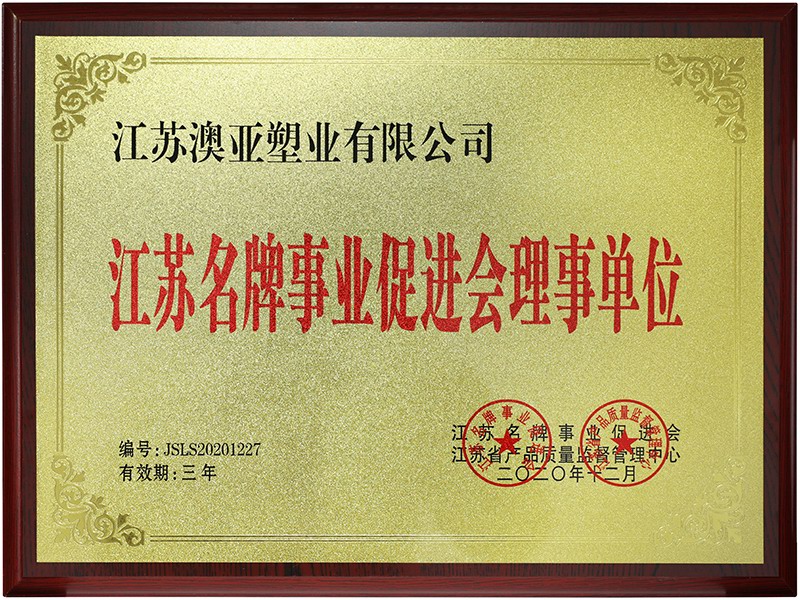 江苏澳亚塑业有限公司
江苏名牌事业促进会理事单位
编号: JSLS20201227
有效期: 三年
江苏名牌事业促进会
江苏省产品质量监督管理中心
二〇二〇年十二月